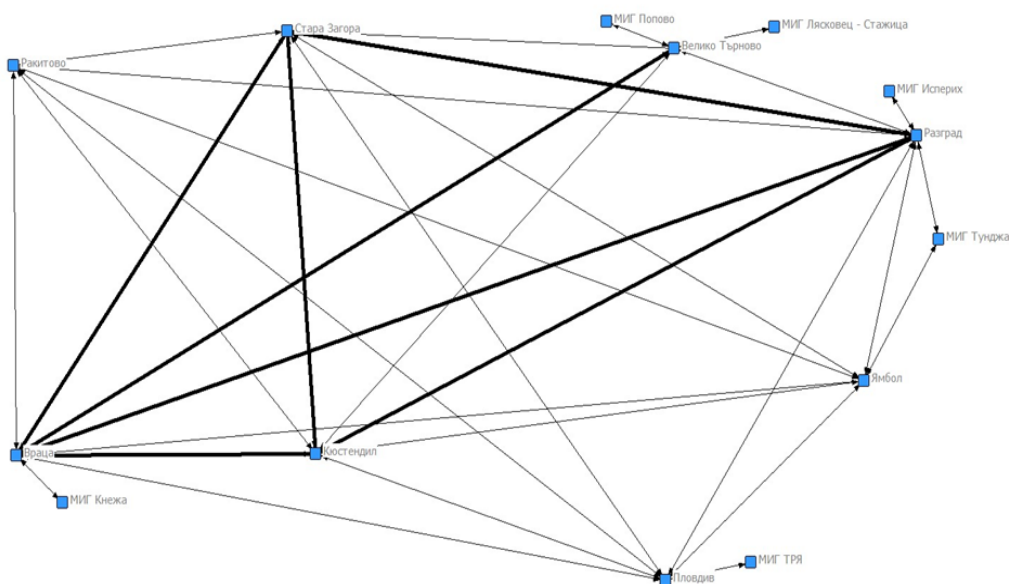 МИГ Попово
МИГ Лясковец - Стажица
Стара Загора
Велико Търново
Ракитово
МИГ Исперих
Разград
МИГ Тунджа
Ямбол
Враца
Кюстендил
МИГ Кнежа
МИГ ТРЯ
Пловдив